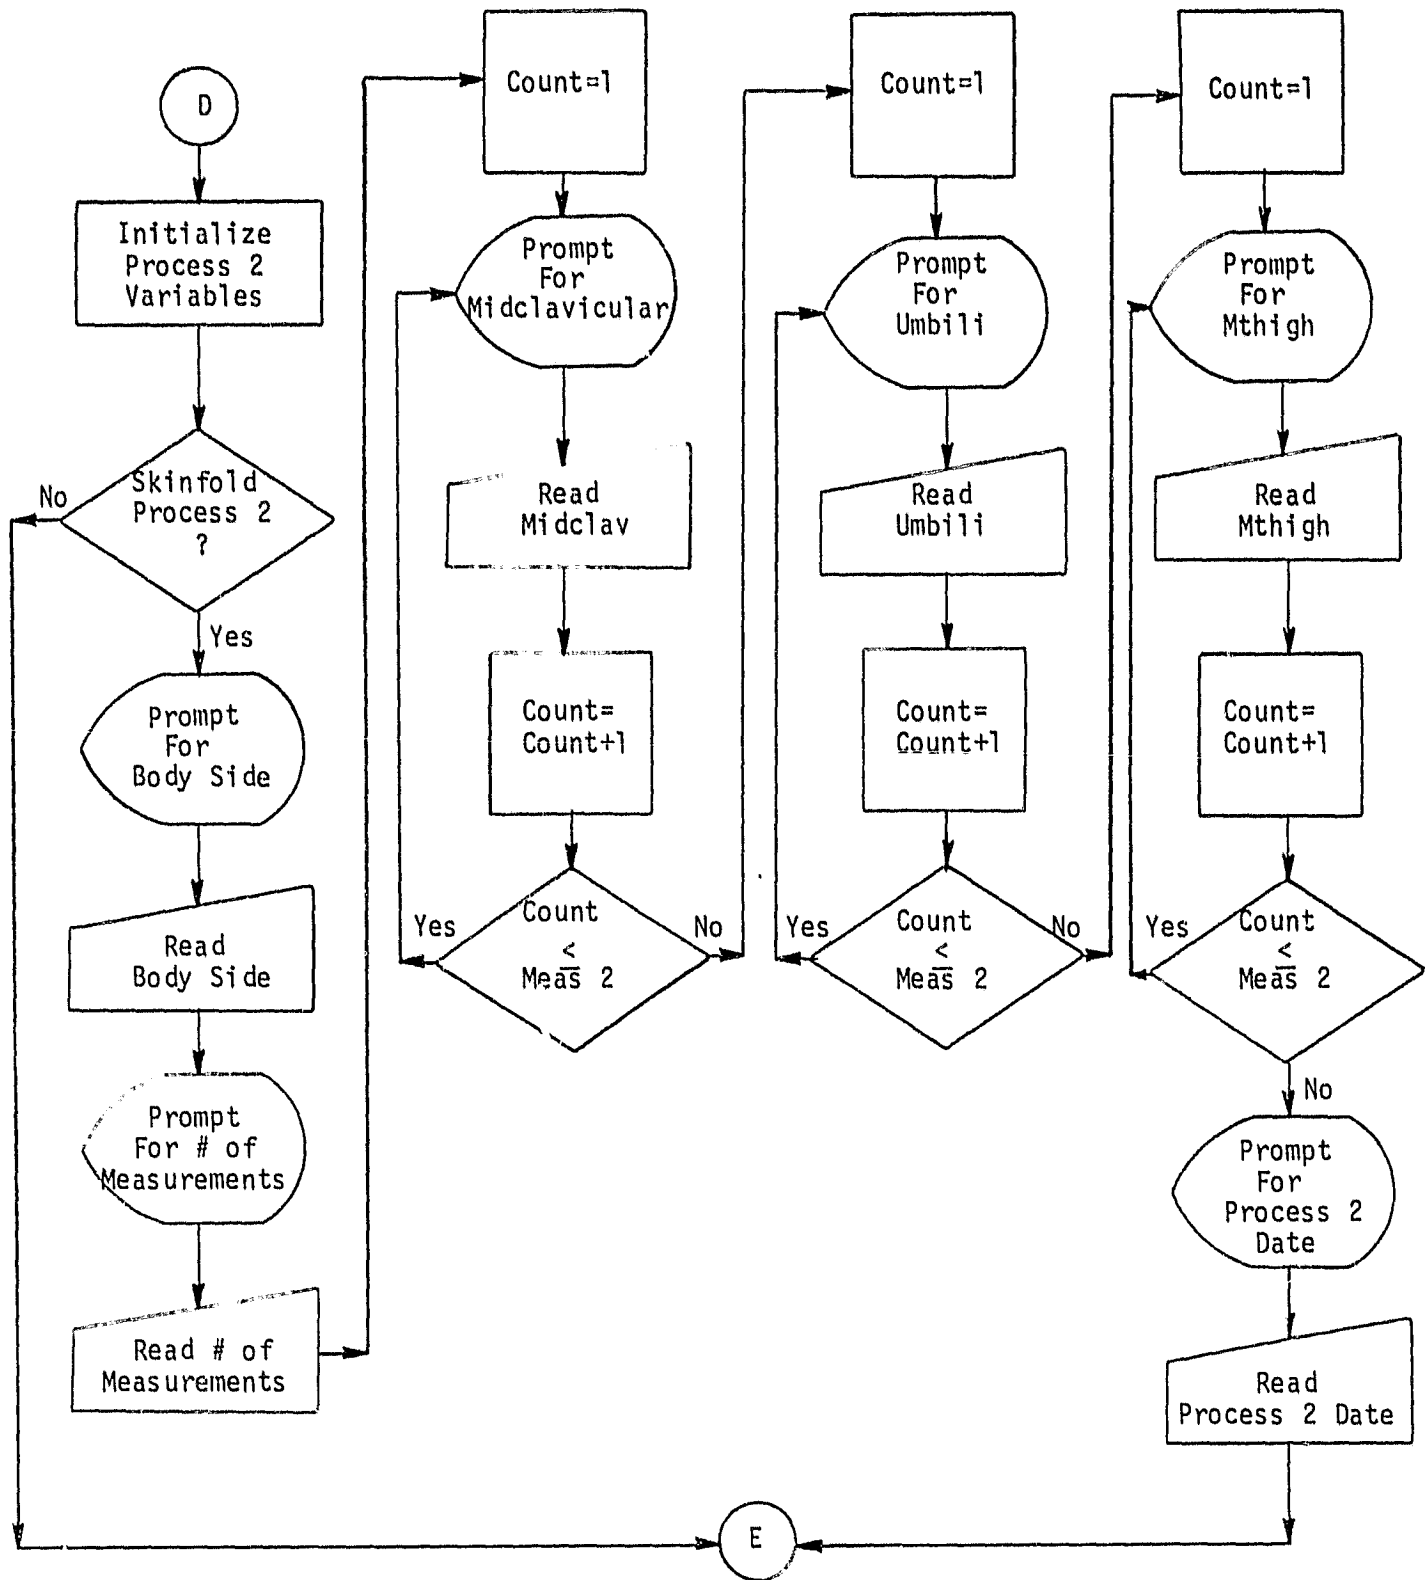 D
Initialize
Process 2
Variables
Skinfold
Process 2
?
No
Yes
Prompt
For
Body Side
Read
Body Side
Prompt
For # of
Measurements
Read # of
Measurements
Count=1
Prompt
For
Midclavicular
Read
Midclav
Count=
Count+1
Count
≤
Meas 2
Yes
No
Count=1
Prompt
For
Umbili
Read
Umbili
Count=
Count+1
Count
≤
Meas 2
Yes
No
Count=1
Prompt
For
Mthigh
Read
Mthigh
Count=
Count+1
Count
≤
Meas 2
Yes
No
Prompt
For
Process 2
Date
Read
Process 2 Date
E